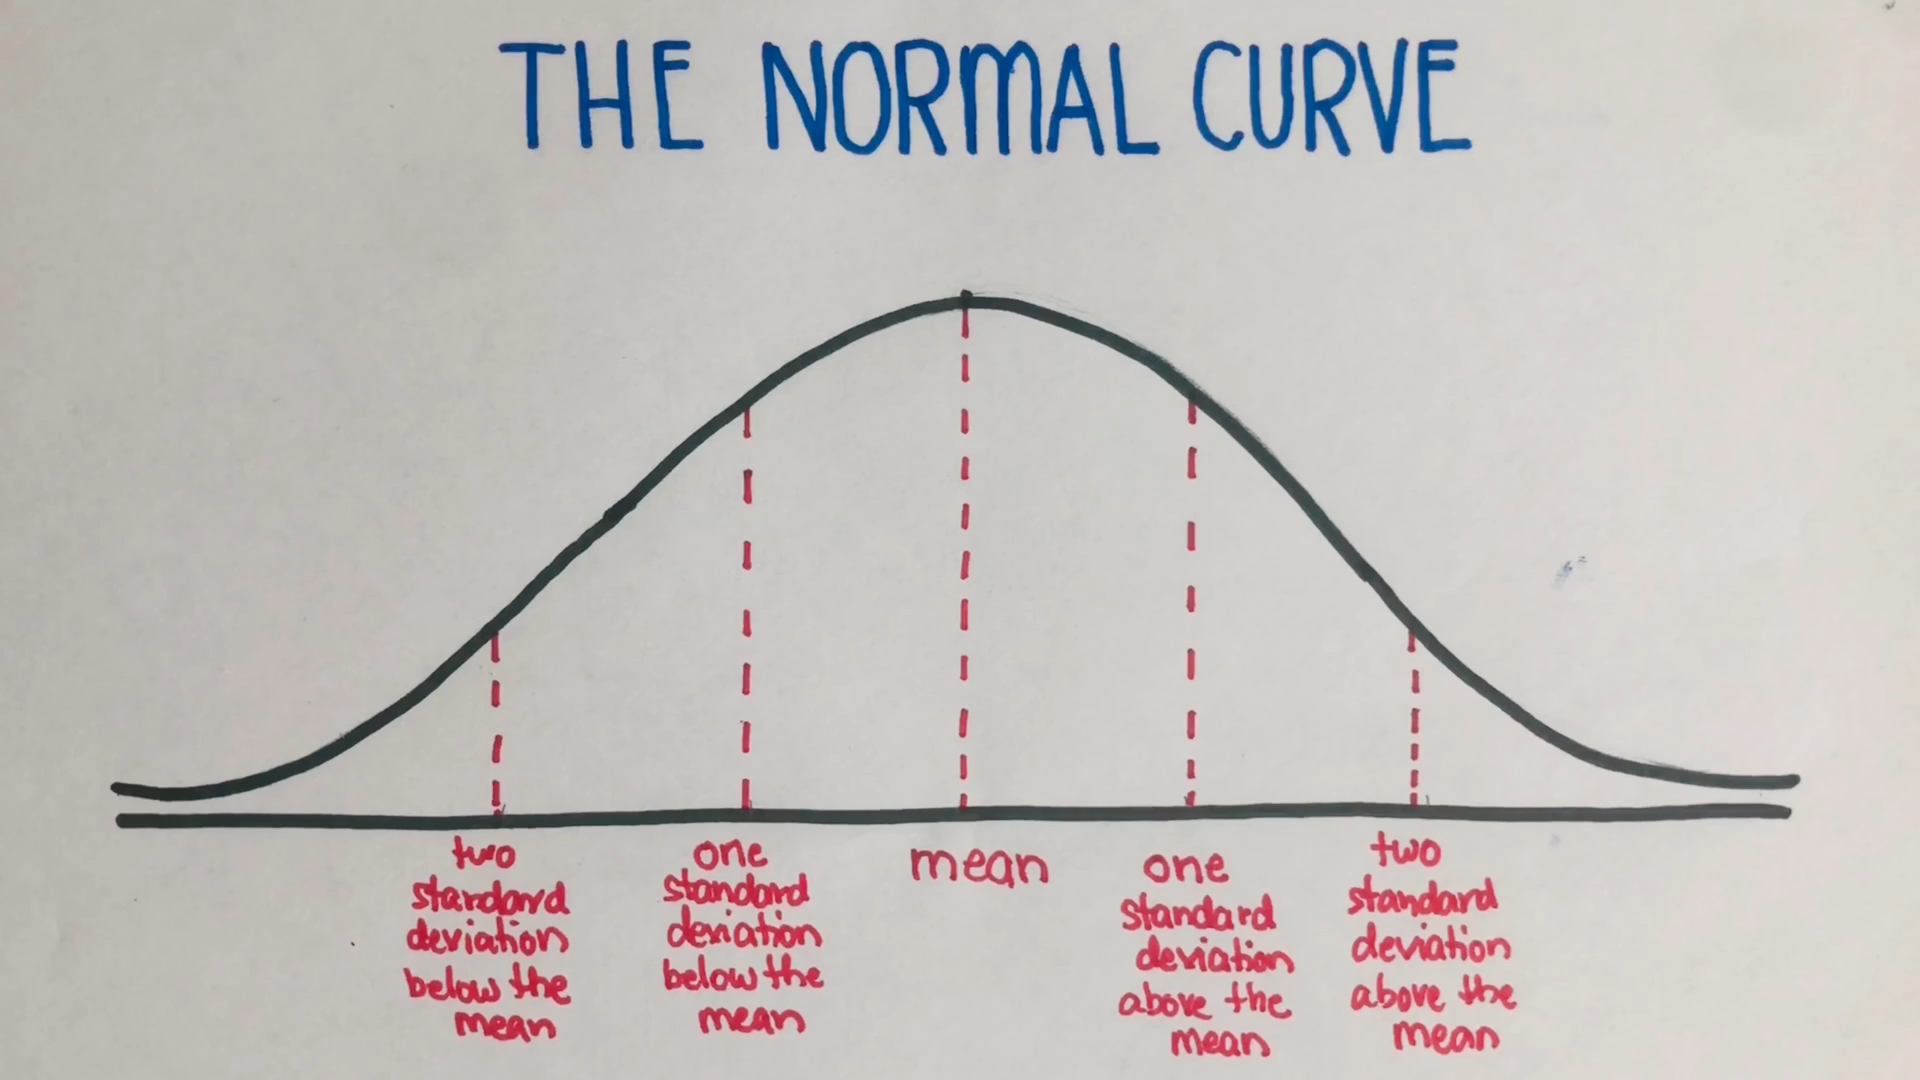 THE NORMAL CURVE
two
standard
deviation
below the
mean
one
standard
deviation
below the
mean
mean
one
standard
deviation
above the
mean
two
standard
deviation
above the
mean